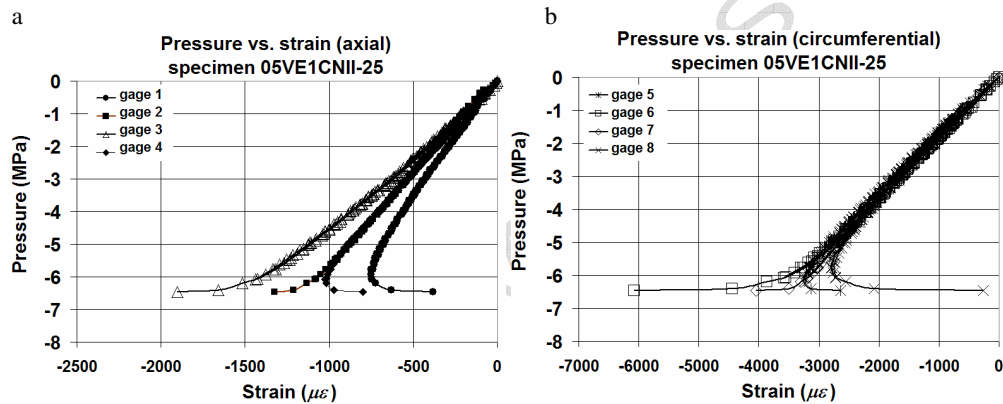 a
Pressure vs. strain (axial)
specimen 05VE1CNII-25
0
-1
-2
-3
-4
-5
-6
-7
-8
Pressure (MPa)
gage 1
gage 2
gage 3
gage 4
-2500 -2000 -1500 -1000 -500 0
Strain (με)
b
Pressure vs. strain (circumferential)
specimen 05VE1CNII-25
0
-1
-2
-3
-4
-5
-6
-7
-8
Pressure (MPa)
gage 5
gage 6
gage 7
gage 8
-7000 -6000 -5000 -4000 -3000 -2000 -1000 0
Strain (με)